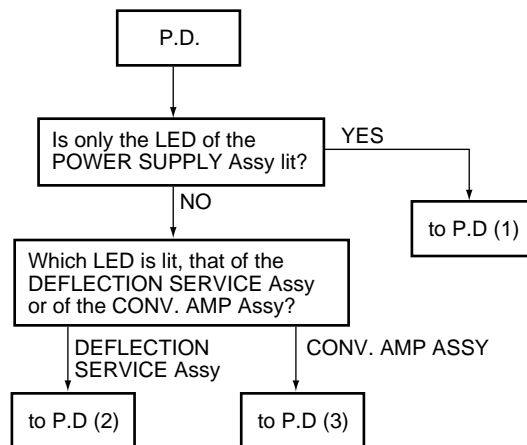 P.D.
Is only the LED of the
POWER SUPPLY Assy lit?
YES
NO
to P.D (1)
Which LED is lit, that of the
DEFLECTION SERVICE Assy
or of the CONV. AMP Assy?
DEFLECTION
SERVICE Assy
CONV. AMP ASSY
to P.D (2)
to P.D (3)